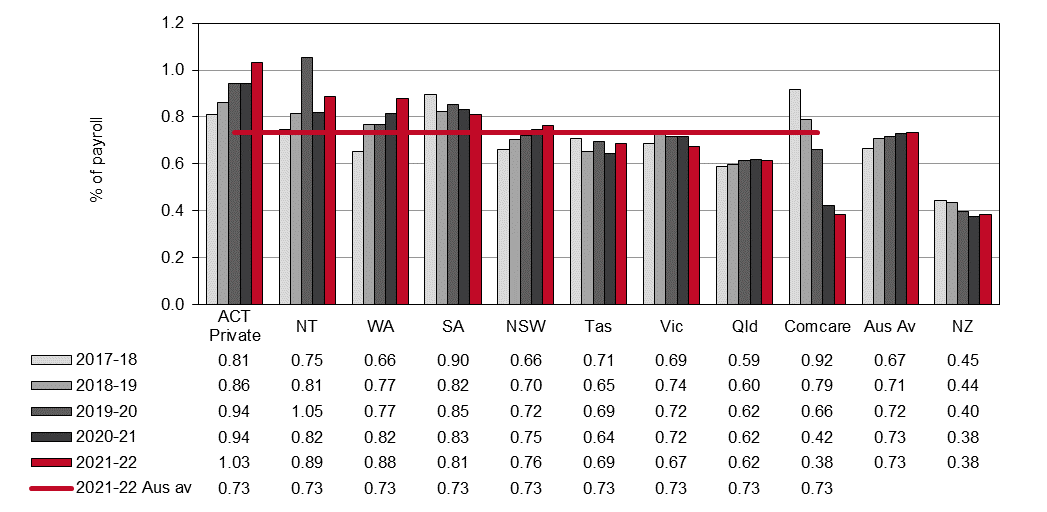 1.2
1.0
0.8
0.6
0.4
0.2
0.0
% of payroll
ACT Private NT WA SA NSW Tas Vic Qld Comcare Aus Av NZ
2017-18 0.81 0.75 0.66 0.90 0.66 0.71 0.69 0.59 0.92 0.67 0.45
2018-19 0.86 0.81 0.77 0.82 0.70 0.65 0.74 0.60 0.79 0.71 0.44
2019-20 0.94 1.05 0.77 0.85 0.72 0.69 0.72 0.62 0.66 0.72 0.40
2020-21 0.94 0.82 0.82 0.83 0.75 0.64 0.72 0.62 0.42 0.73 0.38
2021-22 1.03 0.89 0.88 0.81 0.76 0.69 0.67 0.62 0.38 0.73 0.38
2021-22 Aus av 0.73 0.73 0.73 0.73 0.73 0.73 0.73 0.73 0.73